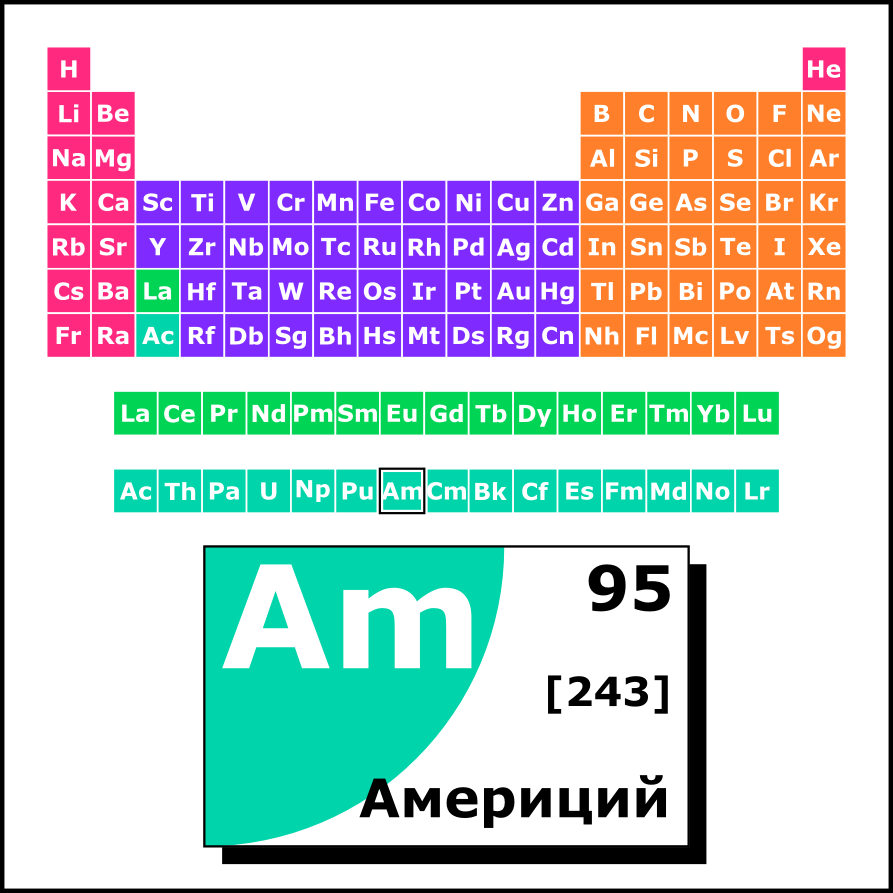 H He
Li Be B C N O F Ne
Na Mg Al Si P S Cl Ar
K Ca Sc Ti V Cr Mn Fe Co Ni Cu Zn Ga Ge As Se Br Kr
Rb Sr Y Zr Nb Mo Tc Ru Rh Pd Ag Cd In Sn Sb Te I Xe
Cs Ba La Hf Ta W Re Os Ir Pt Au Hg Tl Pb Bi Po At Rn
Fr Ra Ac Rf Db Sg Bh Hs Mt Ds Rg Cn Nh Fl Mc Lv Ts Og
La Ce Pr Nd Pm Sm Eu Gd Tb Dy Ho Er Tm Yb Lu
Ac Th Pa U Np Pu Am Cm Bk Cf Es Fm Md No Lr
Am 95
[243]
Америций